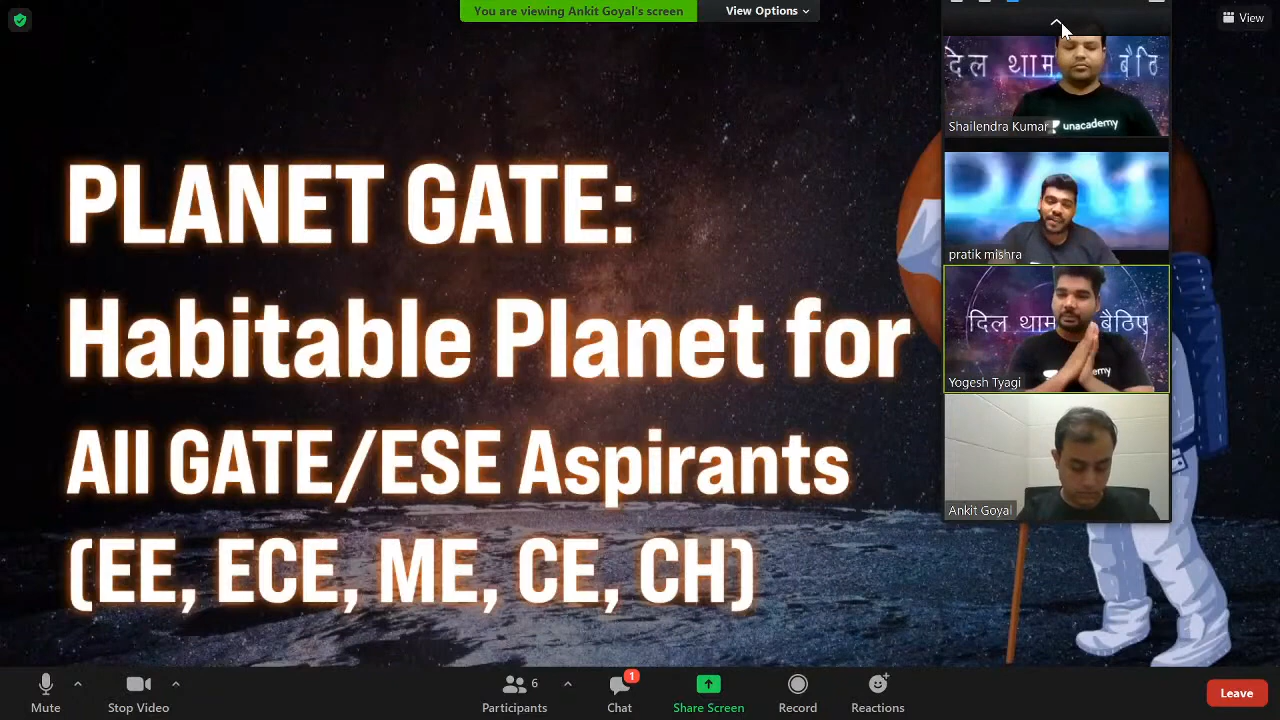 You are viewing Ankit Goyal's screen
View Options
View
PLANET GATE:
Habitable Planet for
All GATE/ESE Aspirants
(EE, ECE, ME, CE, CH)
दिल थाम बैठि
unacademy
Shailendra Kumar
pratik mishra
दिल थाम बैठिए
Yogesh Tyagi
Ankit Goyal
Mute
Stop Video
6
Participants
1
Chat
Share Screen
Record
Reactions
Leave